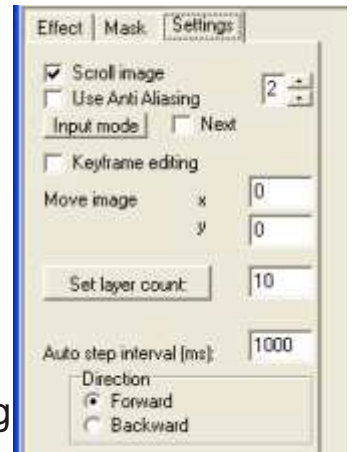 Effect Mask Settings
Scroll image
Use Anti Aliasing 2
Input mode Next
Keyframe editing
Move image x 0
y 0
Set layer count: 10
Auto step interval (ms): 1000
Direction
Forward
g
Backward